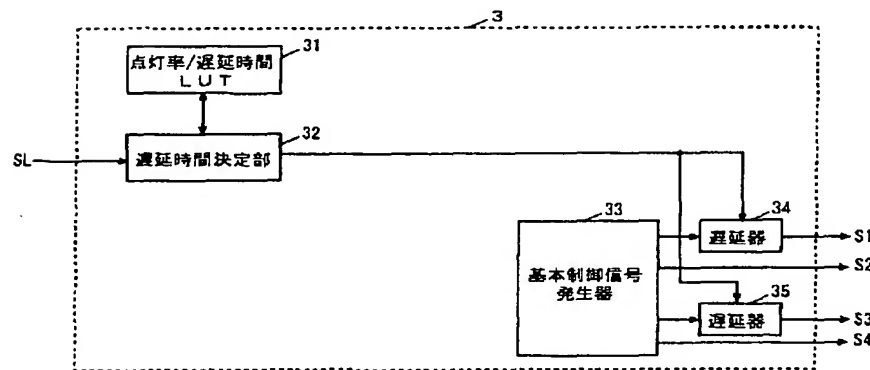 3
点灯率/遅延時間
LUT
31
遅延時間決定部
32
SL
33
基本制御信号
発生器
34
遅延器
S1
S2
35
遅延器
S3
S4